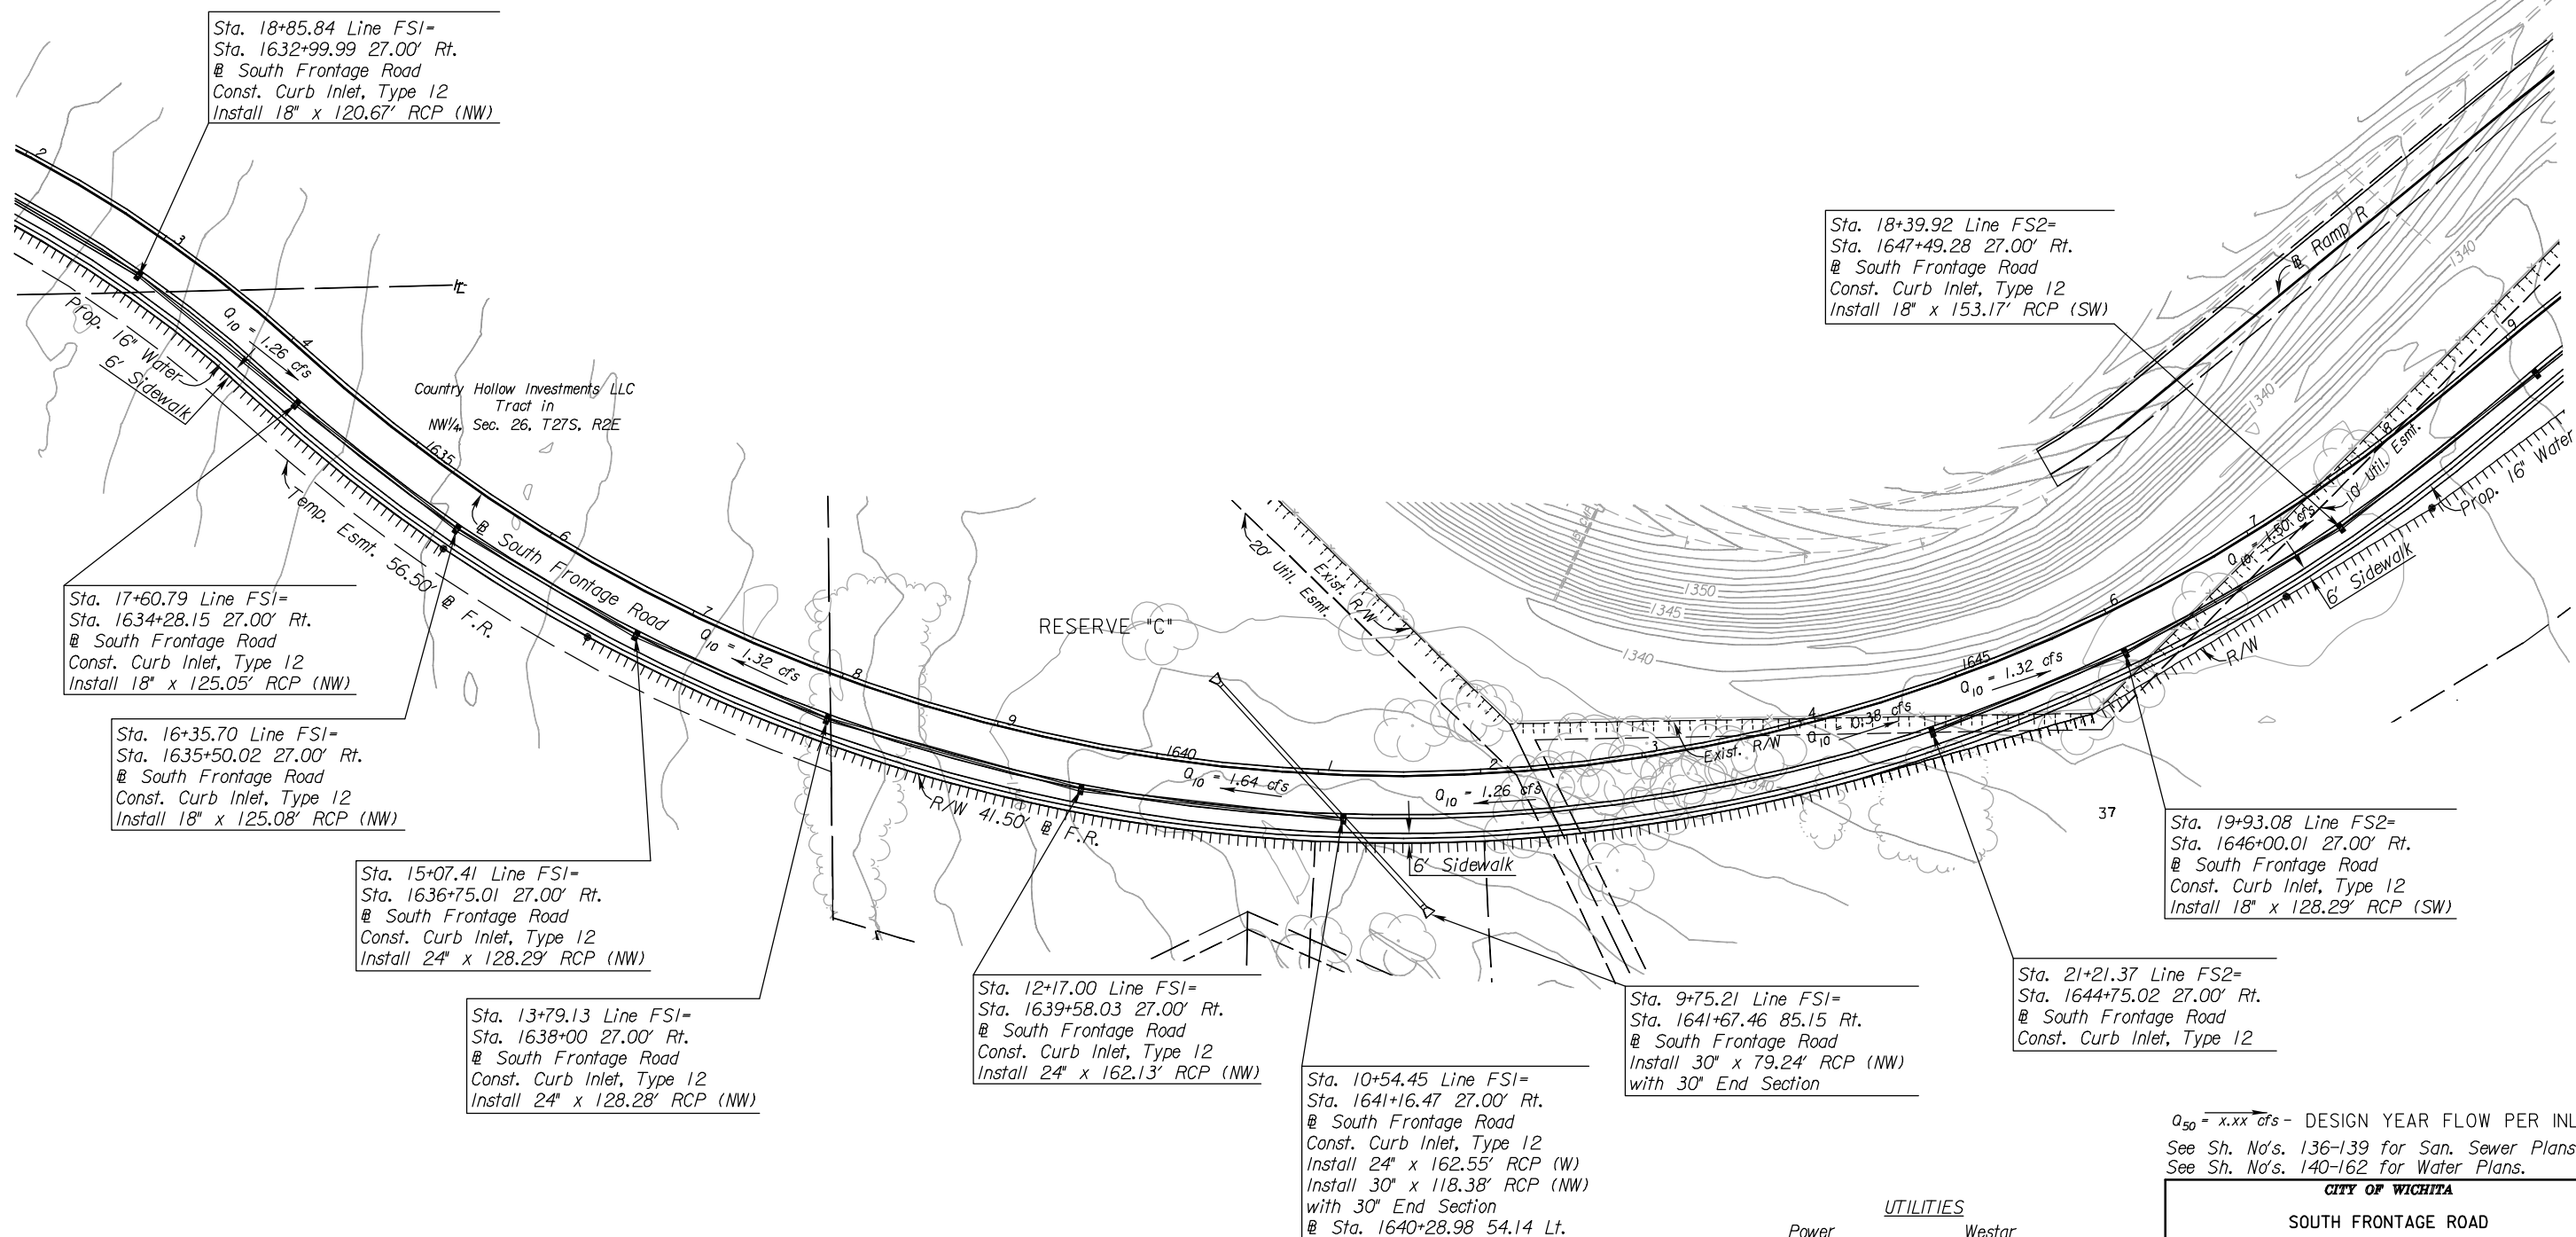 Sta. 18+85.84 Line FS1=
Sta. 1632+99.99 27.00' Rt.
℄ South Frontage Road
Const. Curb Inlet, Type 12
Install 18" x 120.67' RCP (NW)
Sta. 18+39.92 Line FS2=
Sta. 1647+49.28 27.00' Rt.
℄ South Frontage Road
Const. Curb Inlet, Type 12
Install 18" x 153.17' RCP (SW)
2
3
4
1635
6
7
8
9
1640
1
2
3
4
1645
6
7
8
9
Q10 = 1.26 cfs
Prop. 16" Water
6' Sidewalk
Country Hollow Investments LLC
Tract in
NW¼, Sec. 26, T27S, R2E
Temp. Esmt. 56.50' ℄ F.R.
℄ South Frontage Road
Q10 = 1.32 cfs
RESERVE "C"
20' Util. Esmt.
Exist. R/W
1350
1345
1340
1340
1340
1340
℄ Ramp R
10' Util. Esmt.
Q10 = 1.50 cfs
Prop. 16" Water
6' Sidewalk
R/W
Q10 = 1.32 cfs
Q10 = 0.38 cfs
Exist. R/W
Q10 = 1.64 cfs
Q10 = 1.26 cfs
R/W 41.50' ℄ F.R.
6' Sidewalk
37
Sta. 17+60.79 Line FS1=
Sta. 1634+28.15 27.00' Rt.
℄ South Frontage Road
Const. Curb Inlet, Type 12
Install 18" x 125.05' RCP (NW)
Sta. 16+35.70 Line FS1=
Sta. 1635+50.02 27.00' Rt.
℄ South Frontage Road
Const. Curb Inlet, Type 12
Install 18" x 125.08' RCP (NW)
Sta. 15+07.41 Line FS1=
Sta. 1636+75.01 27.00' Rt.
℄ South Frontage Road
Const. Curb Inlet, Type 12
Install 24" x 128.29' RCP (NW)
Sta. 13+79.13 Line FS1=
Sta. 1638+00 27.00' Rt.
℄ South Frontage Road
Const. Curb Inlet, Type 12
Install 24" x 128.28' RCP (NW)
Sta. 12+17.00 Line FS1=
Sta. 1639+58.03 27.00' Rt.
℄ South Frontage Road
Const. Curb Inlet, Type 12
Install 24" x 162.13' RCP (NW)
Sta. 10+54.45 Line FS1=
Sta. 1641+16.47 27.00' Rt.
℄ South Frontage Road
Const. Curb Inlet, Type 12
Install 24" x 162.55' RCP (W)
Install 30" x 118.38' RCP (NW)
with 30" End Section
℄ Sta. 1640+28.98 54.14 Lt.
Sta. 9+75.21 Line FS1=
Sta. 1641+67.46 85.15 Rt.
℄ South Frontage Road
Install 30" x 79.24' RCP (NW)
with 30" End Section
Sta. 19+93.08 Line FS2=
Sta. 1646+00.01 27.00' Rt.
℄ South Frontage Road
Const. Curb Inlet, Type 12
Install 18" x 128.29' RCP (SW)
Sta. 21+21.37 Line FS2=
Sta. 1644+75.02 27.00' Rt.
℄ South Frontage Road
Const. Curb Inlet, Type 12
Q50 = x.xx cfs - DESIGN YEAR FLOW PER INL
See Sh. No's. 136-139 for San. Sewer Plans
See Sh. No's. 140-162 for Water Plans.
CITY OF WICHITA
SOUTH FRONTAGE ROAD
UTILITIES
Power Westar